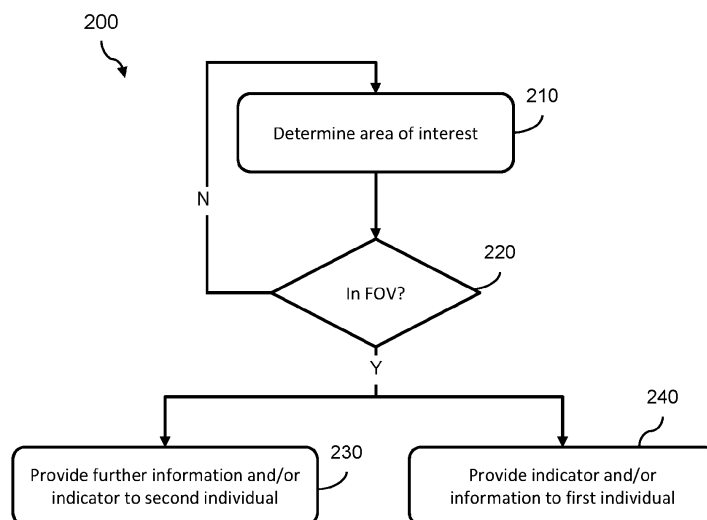 200
210
Determine area of interest
N
220
In FOV?
Y
240
230
Provide further information and/or
indicator to second individual
Provide indicator and/or
information to first individual